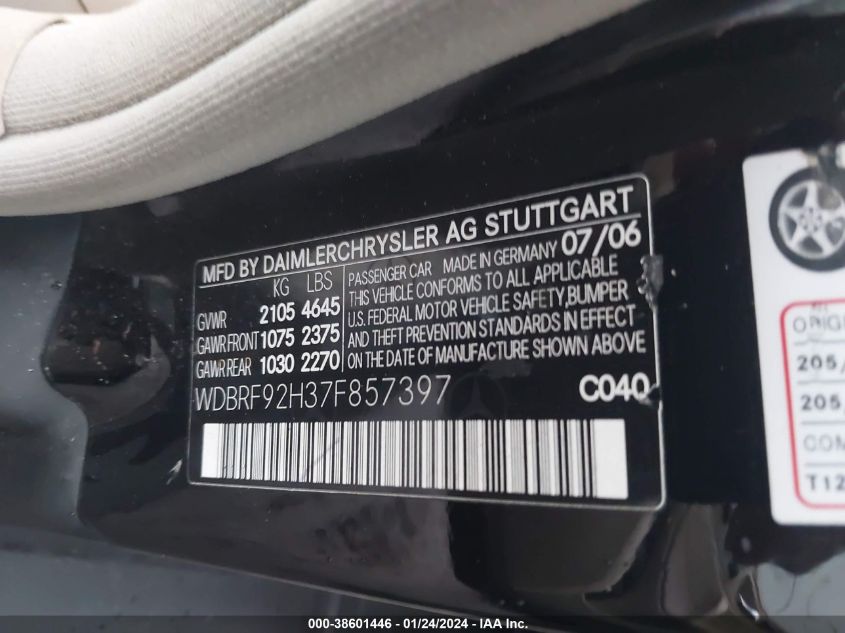 MFD BY DAIMLERCHRYSLER AG STUTTGART
KG LBS
GVWR 2105 4645
GAWR FRONT 1075 2375
GAWR REAR 1030 2270
PASSENGER CAR MADE IN GERMANY 07/06
THIS VEHICLE CONFORMS TO ALL APPLICABLE
U.S. FEDERAL MOTOR VEHICLE SAFETY, BUMPER
AND THEFT PREVENTION STANDARDS IN EFFECT
ON THE DATE OF MANUFACTURE SHOWN ABOVE
WDBRF92H37F857397 C040
205/
205
T12
000-38601446 - 01/24/2024 - IAAI.com